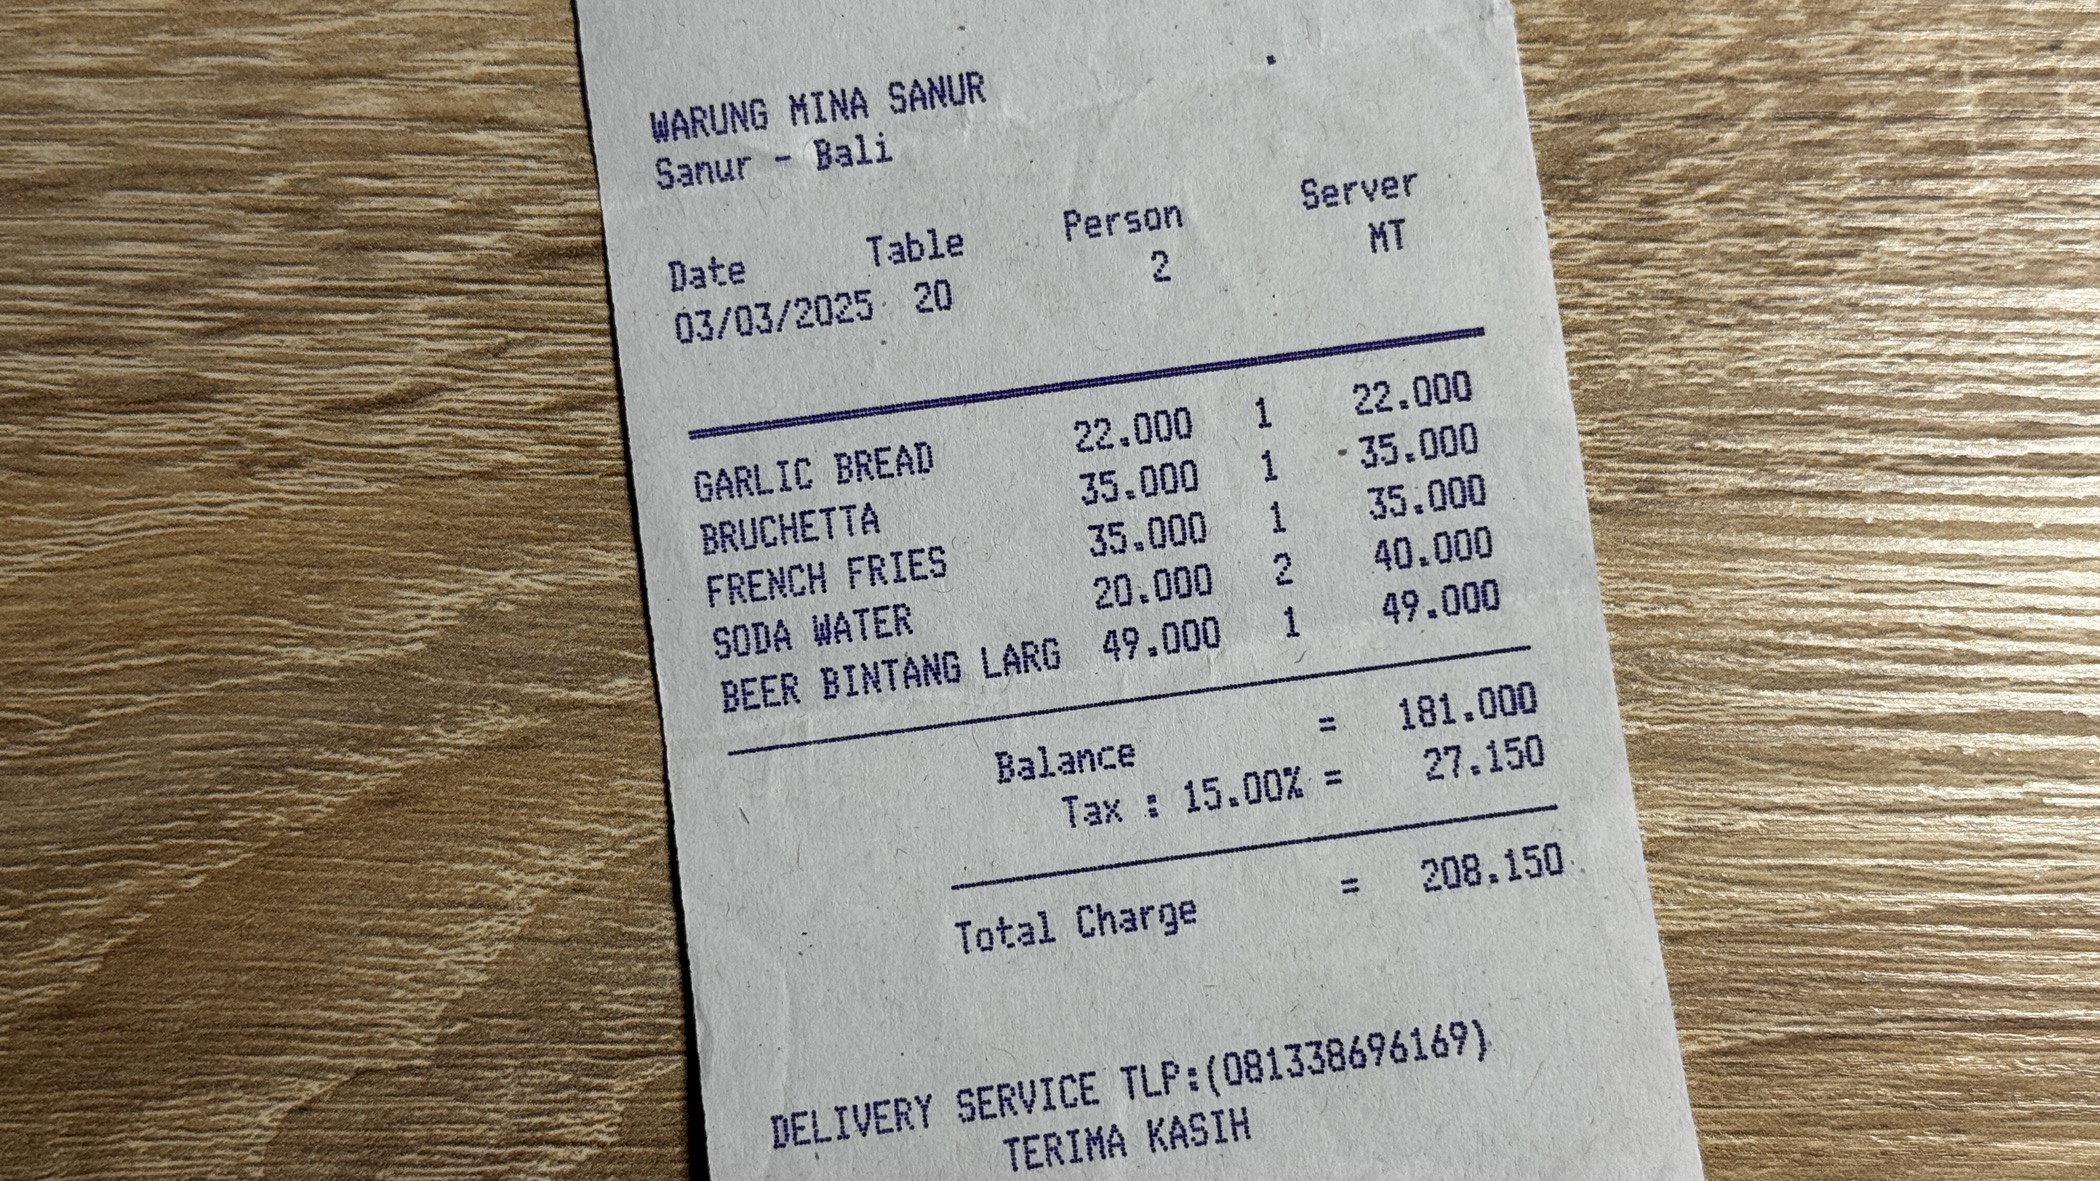 WARUNG MINA SANUR
Sanur - Bali
Date Table Person Server
03/03/2025 20 2 MT
GARLIC BREAD 22.000 1 22.000
BRUCHETTA 35.000 1 35.000
FRENCH FRIES 35.000 1 35.000
SODA WATER 20.000 2 40.000
BEER BINTANG LARG 49.000 1 49.000
Balance = 181.000
Tax : 15.00% = 27.150
Total Charge = 208.150
DELIVERY SERVICE TLP:(081338696169)
TERIMA KASIH